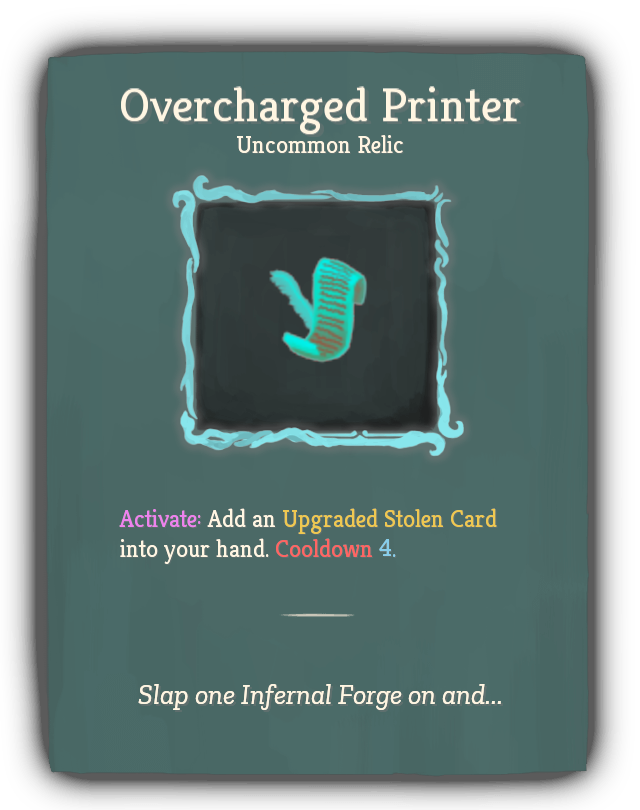 Overcharged Printer
Uncommon Relic
Activate: Add an Upgraded Stolen Card
into your hand. Cooldown 4.
Slap one Infernal Forge on and...